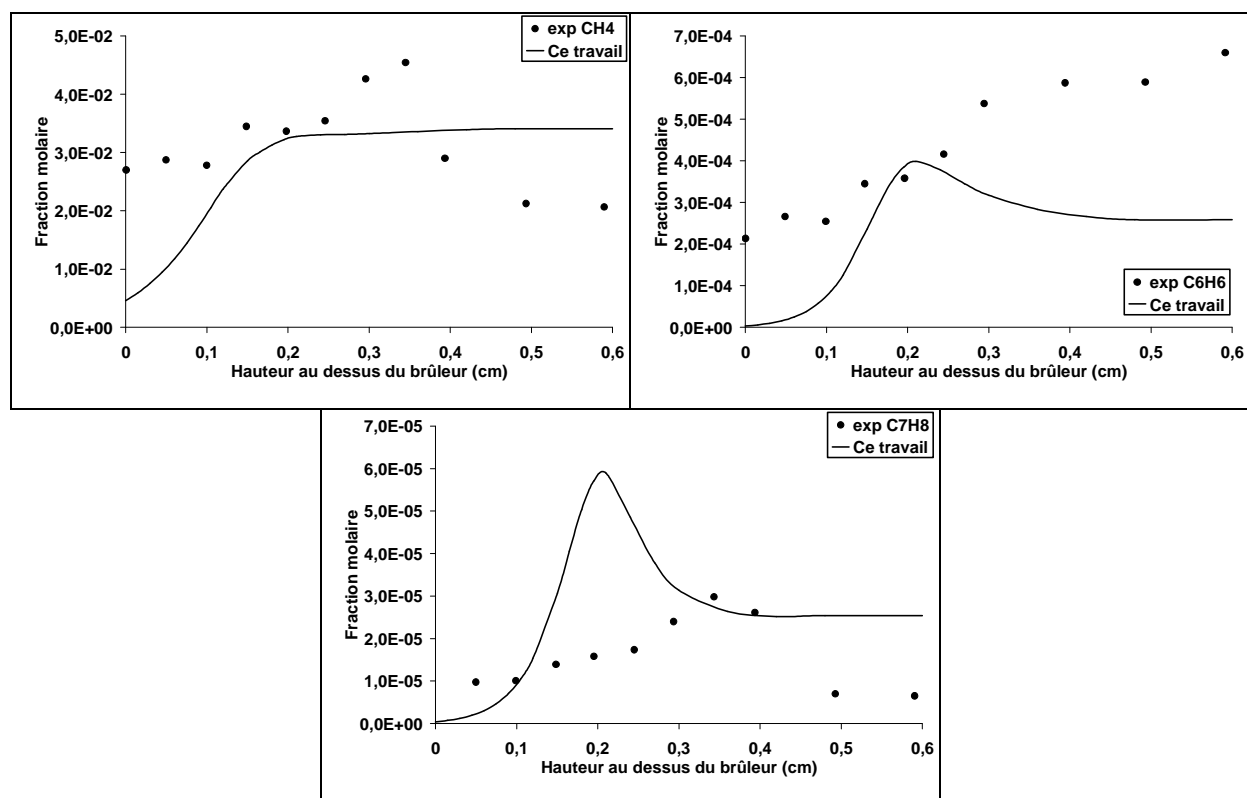 5,0E-02
4,0E-02
3,0E-02
2,0E-02
1,0E-02
0,0E+00
Fraction molaire
exp CH4
Ce travail
0 0,1 0,2 0,3 0,4 0,5 0,6
Hauteur au dessus du brûleur (cm)
7,0E-04
6,0E-04
5,0E-04
4,0E-04
3,0E-04
2,0E-04
1,0E-04
0,0E+00
Fraction molaire
exp C6H6
Ce travail
0 0,1 0,2 0,3 0,4 0,5 0,6
Hauteur au dessus du brûleur (cm)
7,0E-05
6,0E-05
5,0E-05
4,0E-05
3,0E-05
2,0E-05
1,0E-05
0,0E+00
Fraction molaire
exp C7H8
Ce travail
0 0,1 0,2 0,3 0,4 0,5 0,6
Hauteur au dessus du brûleur (cm)